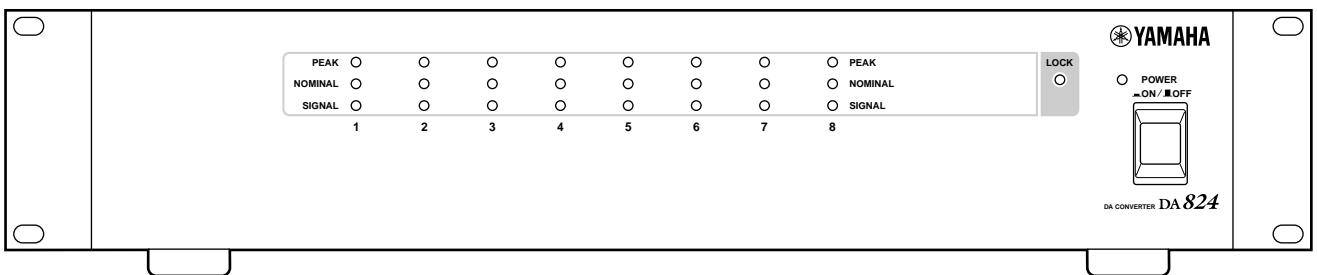 YAMAHA
PEAK PEAK LOCK
NOMINAL NOMINAL
SIGNAL SIGNAL
POWER
ON / OFF
1 2 3 4 5 6 7 8
DA CONVERTER DA824